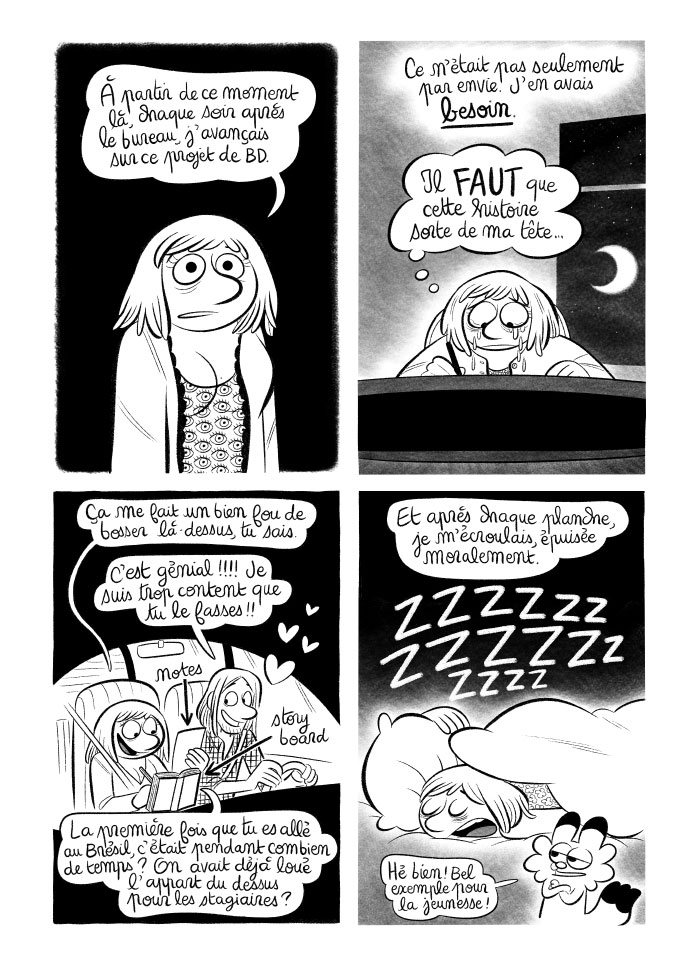 À partir de ce moment
là, chaque soir après
le bureau, j'avançais
sur ce projet de BD.
Ce n'était pas seulement
par envie. J'en avais
besoin.
Il FAUT que
cette histoire
sorte de ma tête...
Ça me fait un bien fou de
bosser là-dessus, tu sais.
C'est génial !!!! Je
suis trop content que
tu le fasses !!
notes
story
board
La première fois que tu es allé
au Brésil, c'était pendant combien
de temps ? On avait déjà loué
l'appart du dessus
pour les stagiaires ?
Et après chaque planche,
je m'écroulais, épuisée
moralement.
ZZZZZZZ
ZZZZZZZ
ZZZZ
Hé bien ! Bel
exemple pour
la jeunesse !